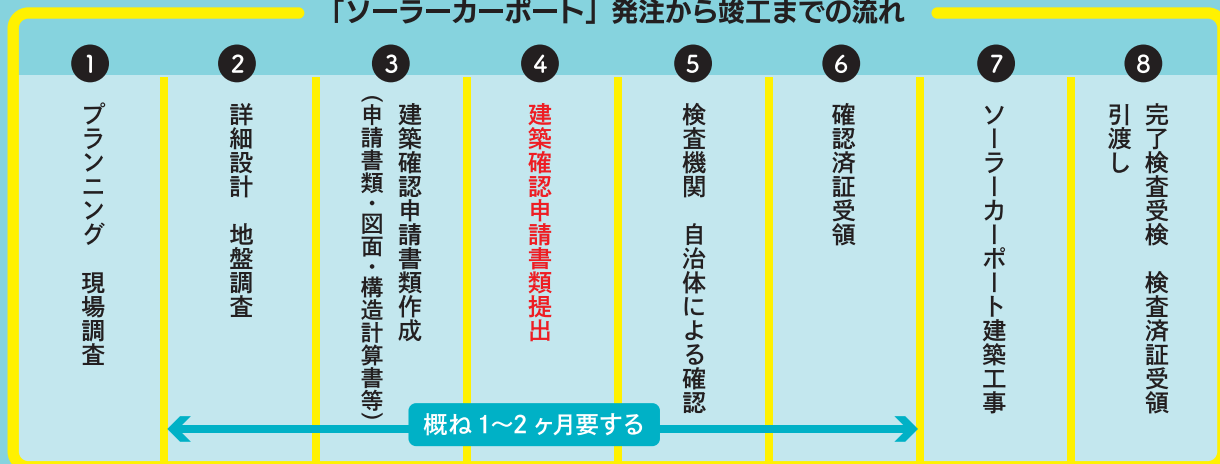 「ソーラーカーポート」発注から竣工までの流れ
1
プランニング　現場調査
2
詳細設計　地盤調査
3
建築確認申請書類作成
(申請書類・図面・構造計算書等)
4
建築確認申請書類提出
5
検査機関　自治体による確認
6
確認済証受領
7
ソーラーカーポート建築工事
8
完了検査受検　検査済証受領
引渡し
概ね 1〜2 ヶ月要する